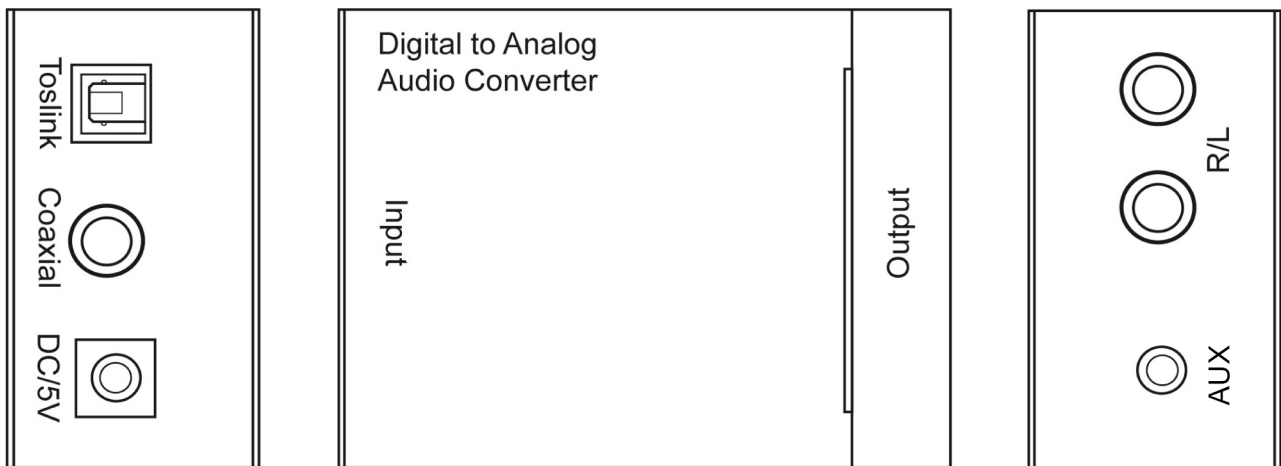 Toslink
Coaxial
DC/5V
Digital to Analog
Audio Converter
Input
Output
R/L
AUX